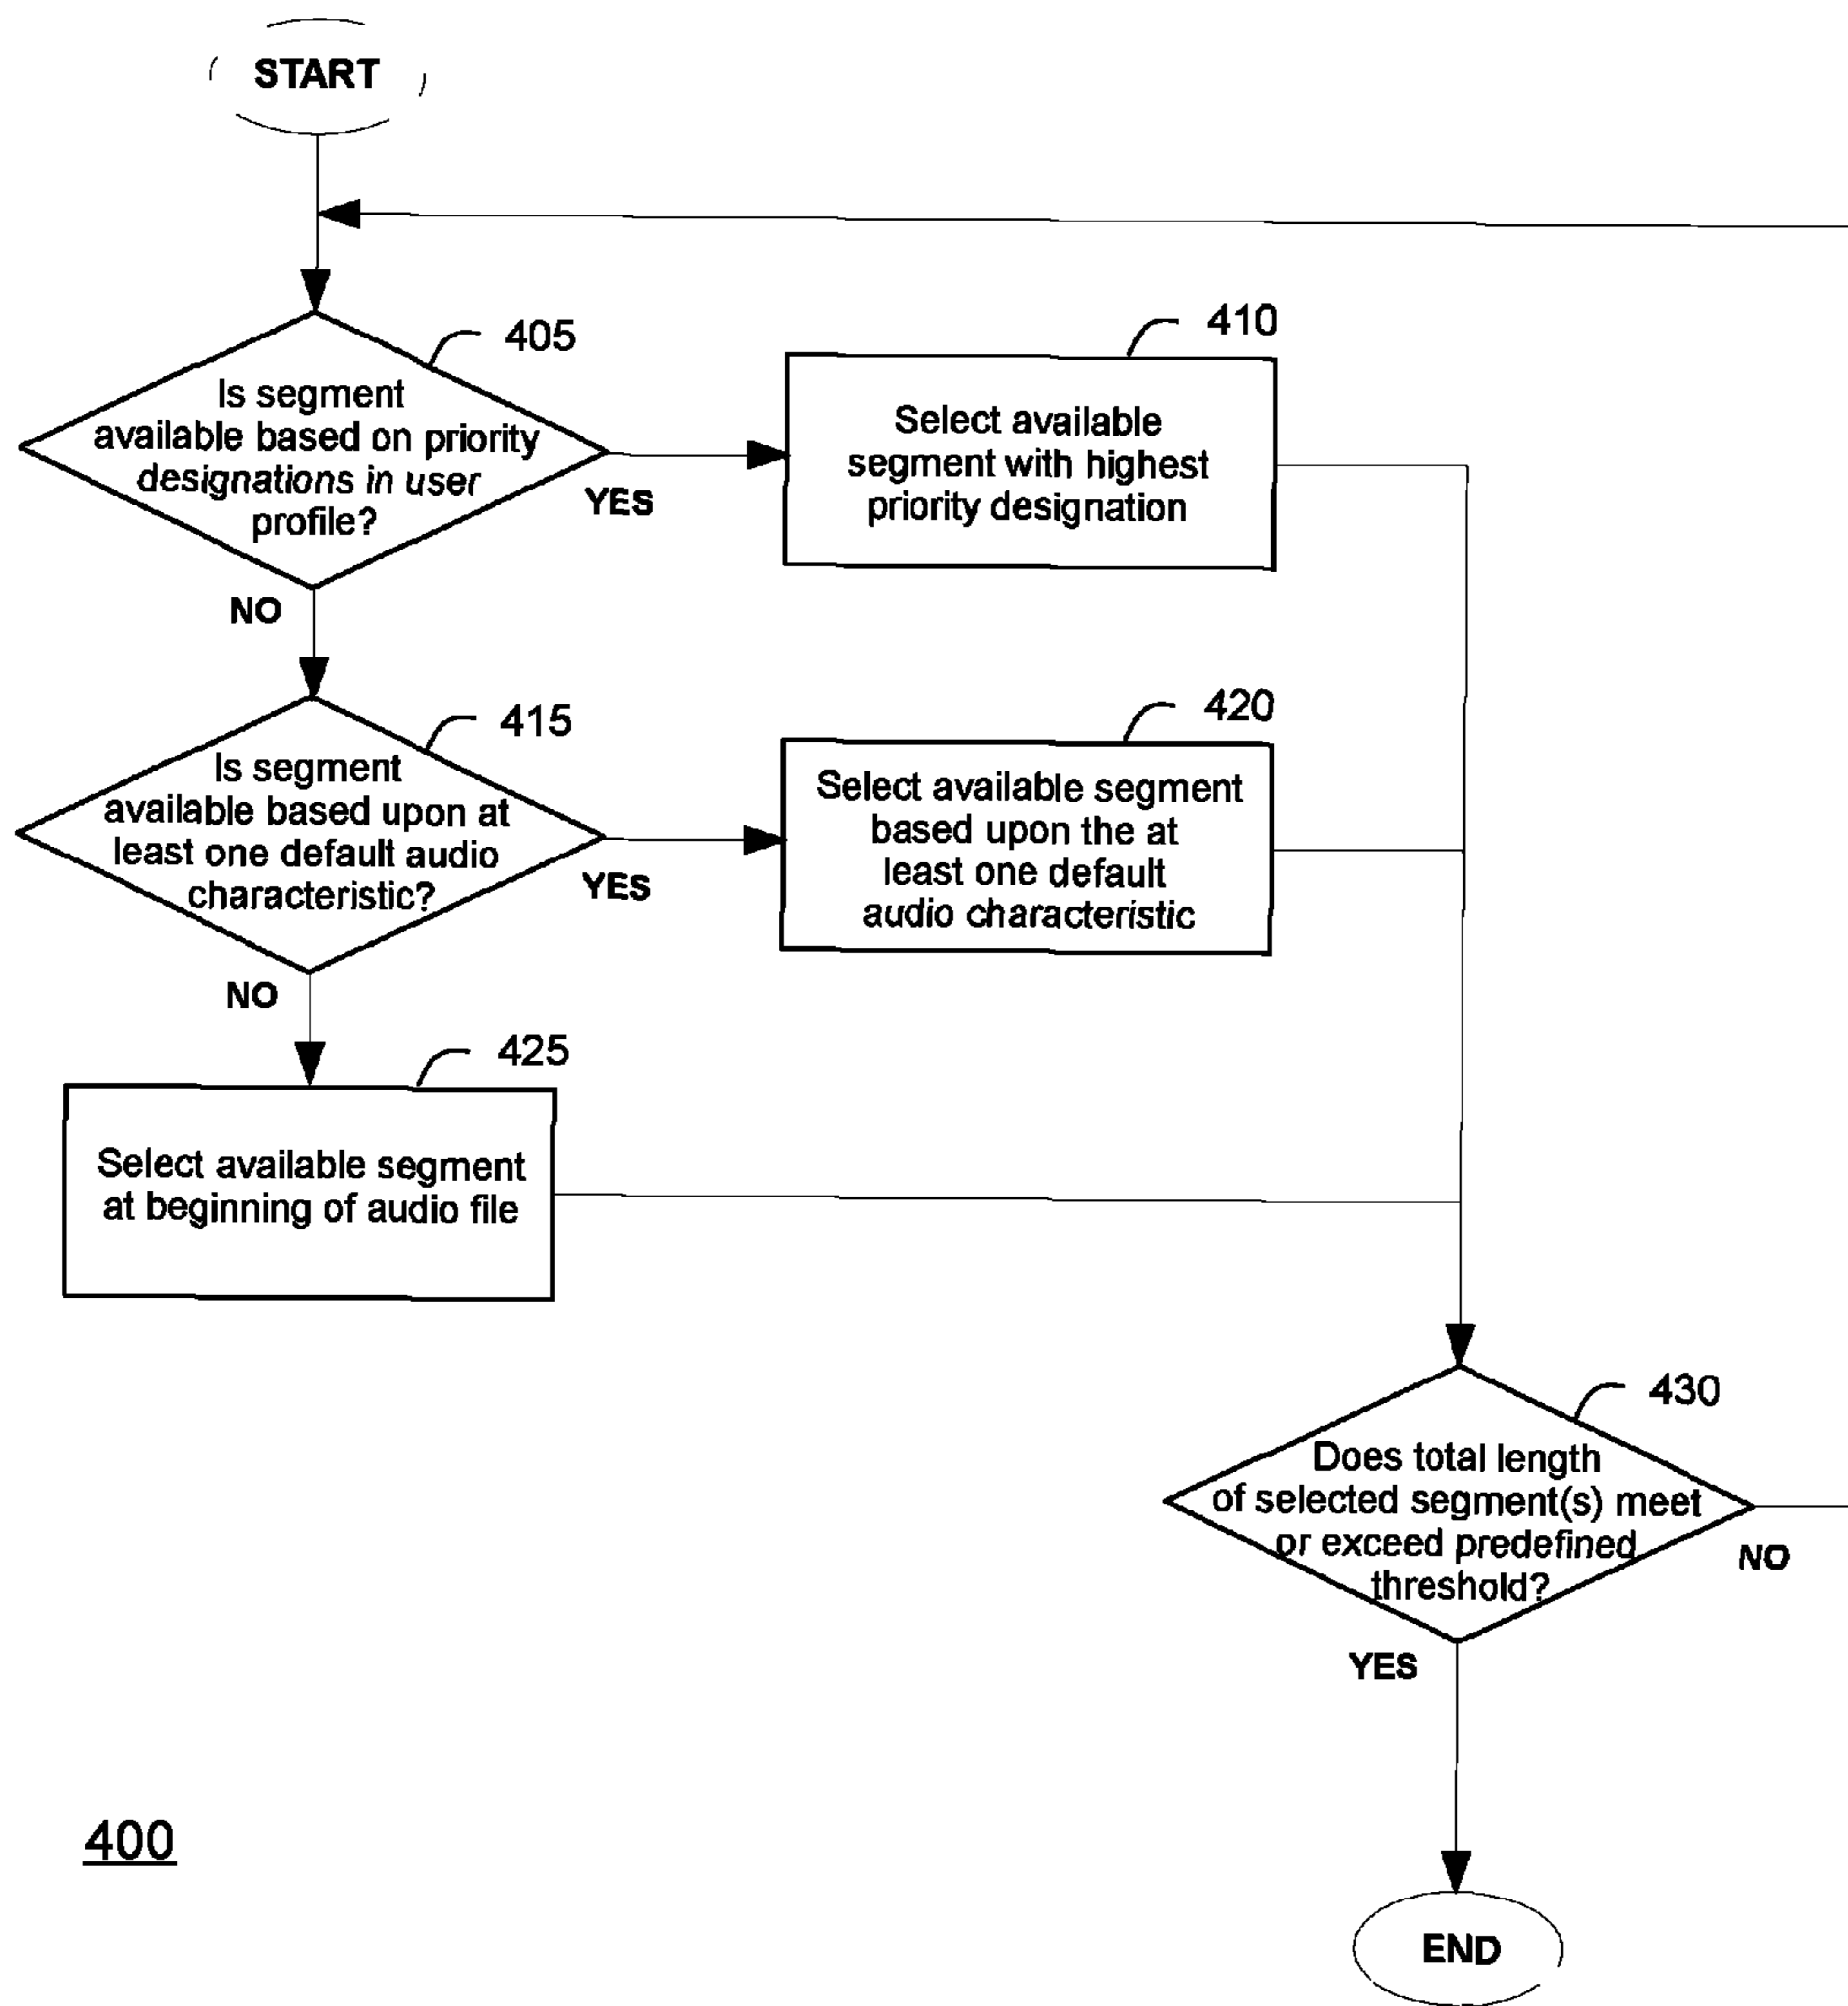 START
405
Is segment
available based on priority
designations in user
profile?
YES
NO
410
Select available
segment with highest
priority designation
415
Is segment
available based upon at
least one default audio
characteristic?
YES
NO
420
Select available segment
based upon the at
least one default
audio characteristic
425
Select available segment
at beginning of audio file
430
Does total length
of selected segment(s) meet
or exceed predefined
threshold?
NO
YES
400
END